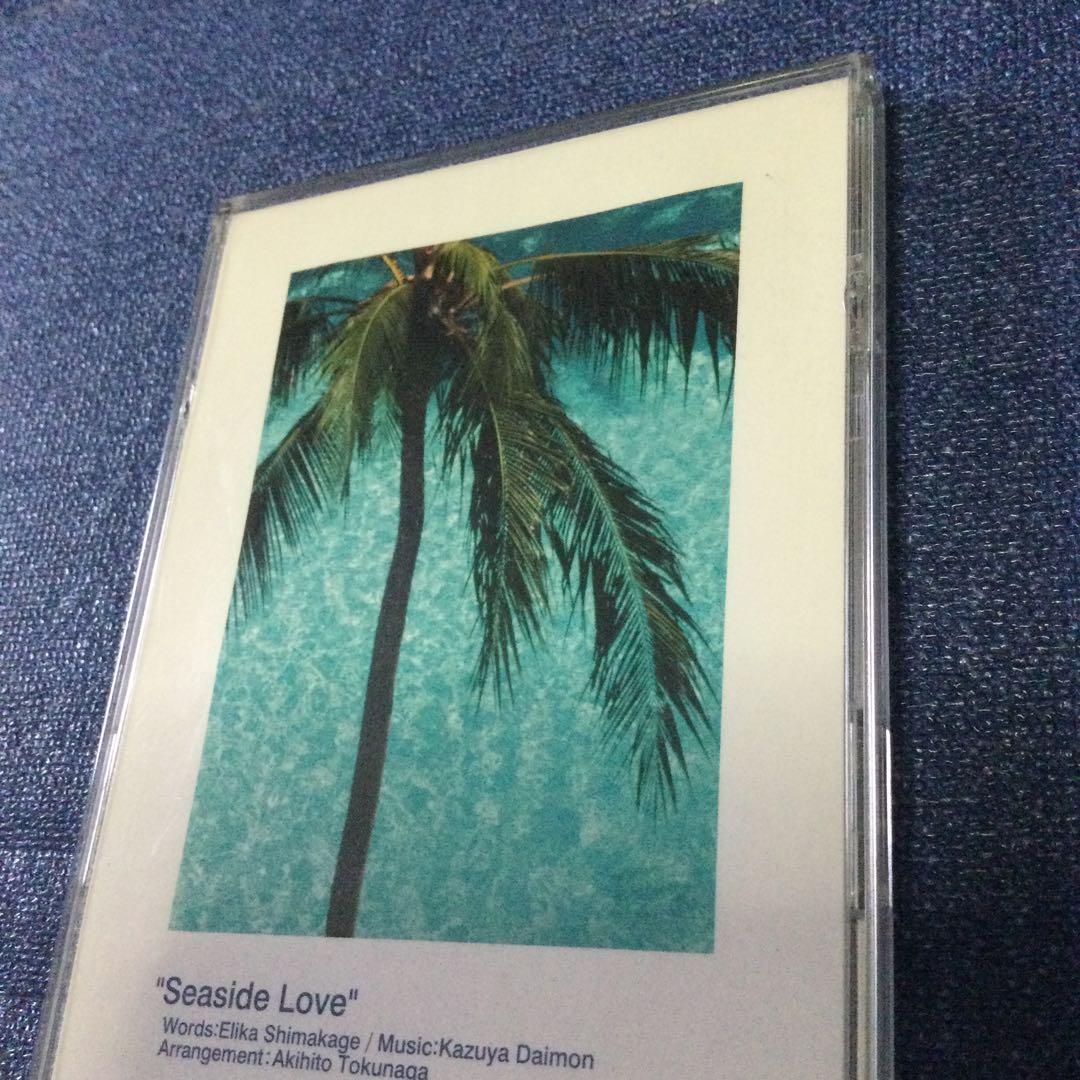 "Seaside Love"
Words:Elika Shimakage / Music:Kazuya Daimon
Arrangement:Akihito Tokunaga